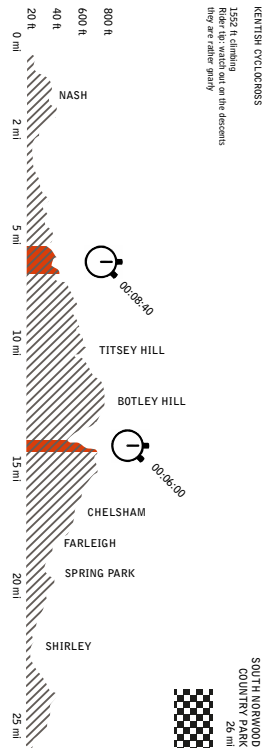 KENTISH CYCLOCROSS
1552 ft climbing
Rider tip: watch out on the descents
they are rather gnarly
800 ft
600 ft
40 ft
20 ft
0 mi
2 mi
5 mi
10 mi
15 mi
20 mi
25 mi
NASH
00:08:40
TITSEY HILL
BOTLEY HILL
00:06:00
CHELSHAM
FARLEIGH
SPRING PARK
SHIRLEY
SOUTH NORWOOD
COUNTRY PARK
26 mi